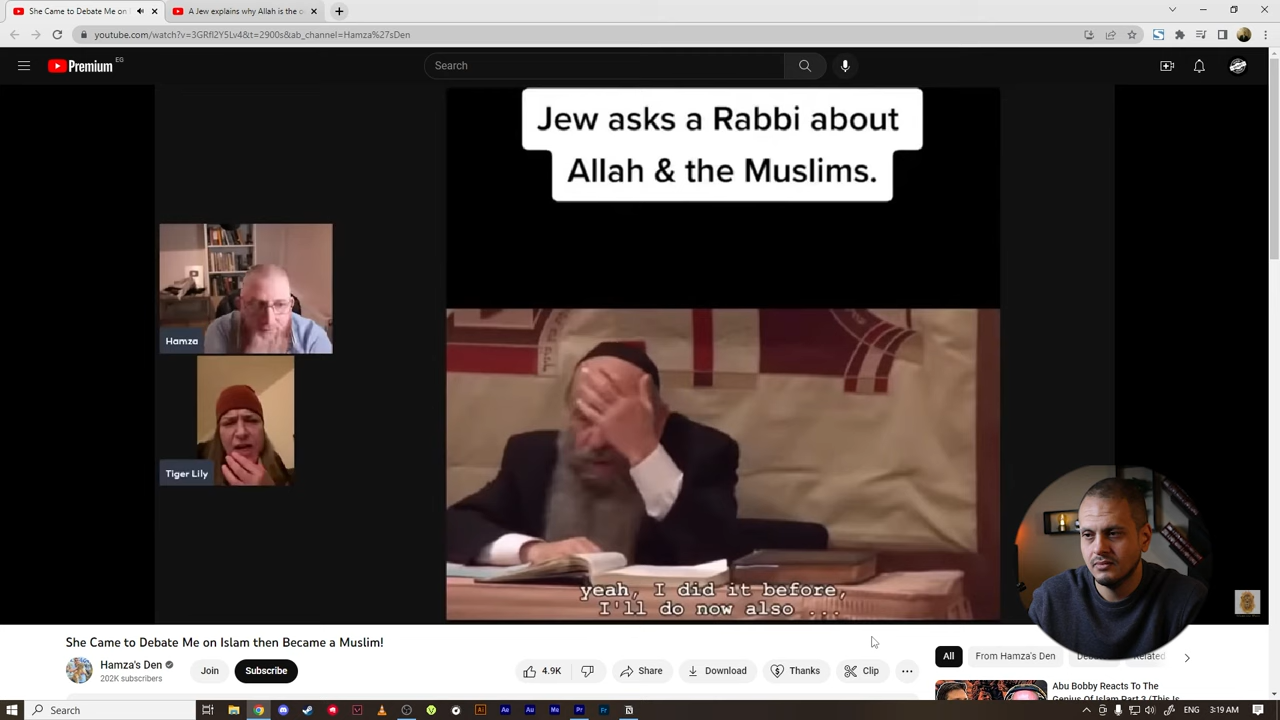 She Came to Debate Me on
A Jew explains why Allah is the o
youtube.com/watch?v=3GRfI2Y5Lv4&t=2900s&ab_channel=Hamza%27sDen
Premium EG
Search
Jew asks a Rabbi about
Allah & the Muslims.
Hamza
Tiger Lily
yeah, I did it before,
I'll do now also ...
She Came to Debate Me on Islam then Became a Muslim!
Hamza's Den
202K subscribers
Join
Subscribe
4.9K
Share
Download
Thanks
Clip
All
From Hamza's Den
Related
Abu Bobby Reacts To The
Genius Of Islam Part 3 (This Is
Search
ENG
3:19 AM